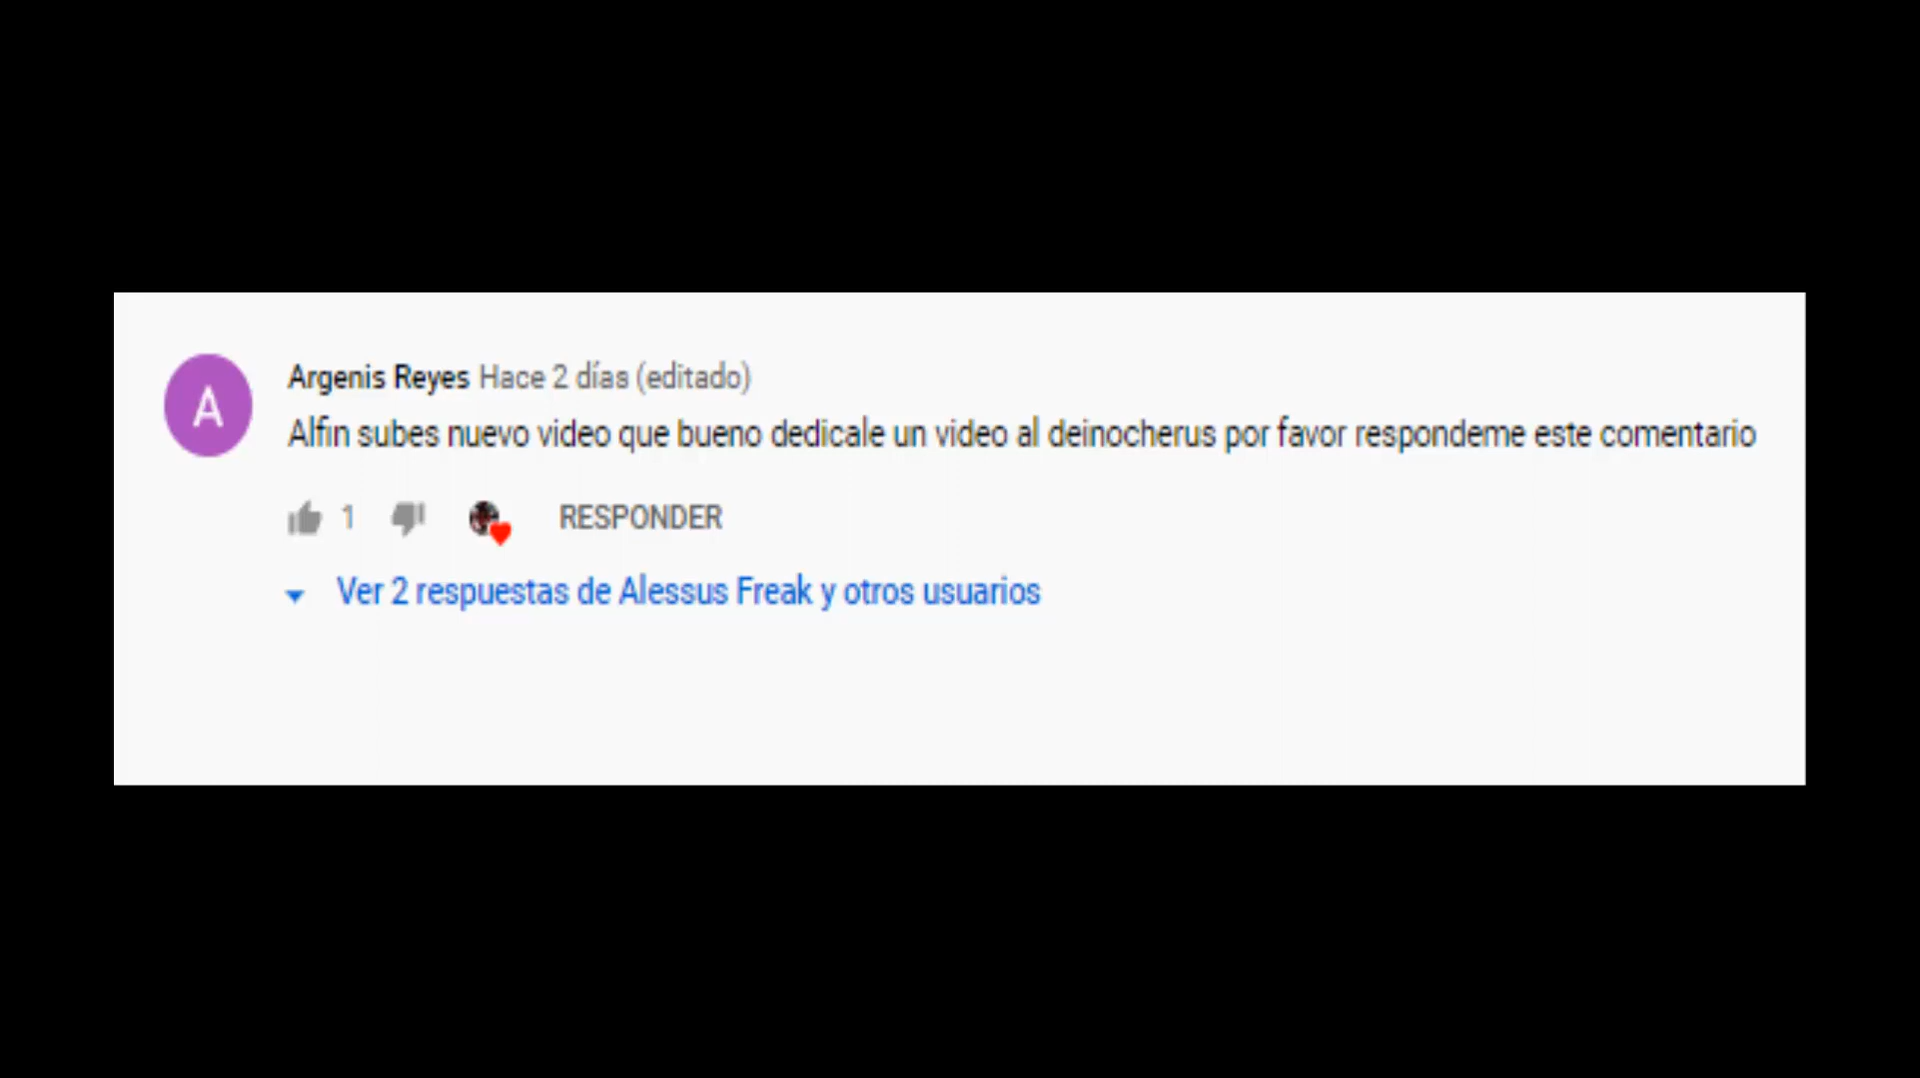 A
Argenis Reyes Hace 2 días (editado)
Alfin subes nuevo video que bueno dedicale un video al deinocherus por favor respondeme este comentario
1 RESPONDER
Ver 2 respuestas de Alessus Freak y otros usuarios